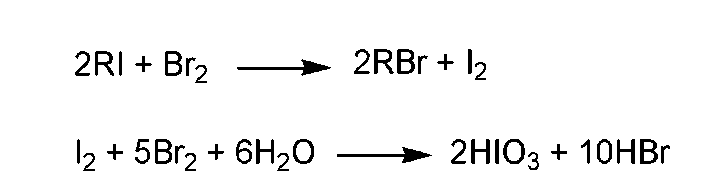 2RI + Br₂ ⟶ 2RBr + I₂
I₂ + 5Br₂ + 6H₂O ⟶ 2HIO₃ + 10HBr